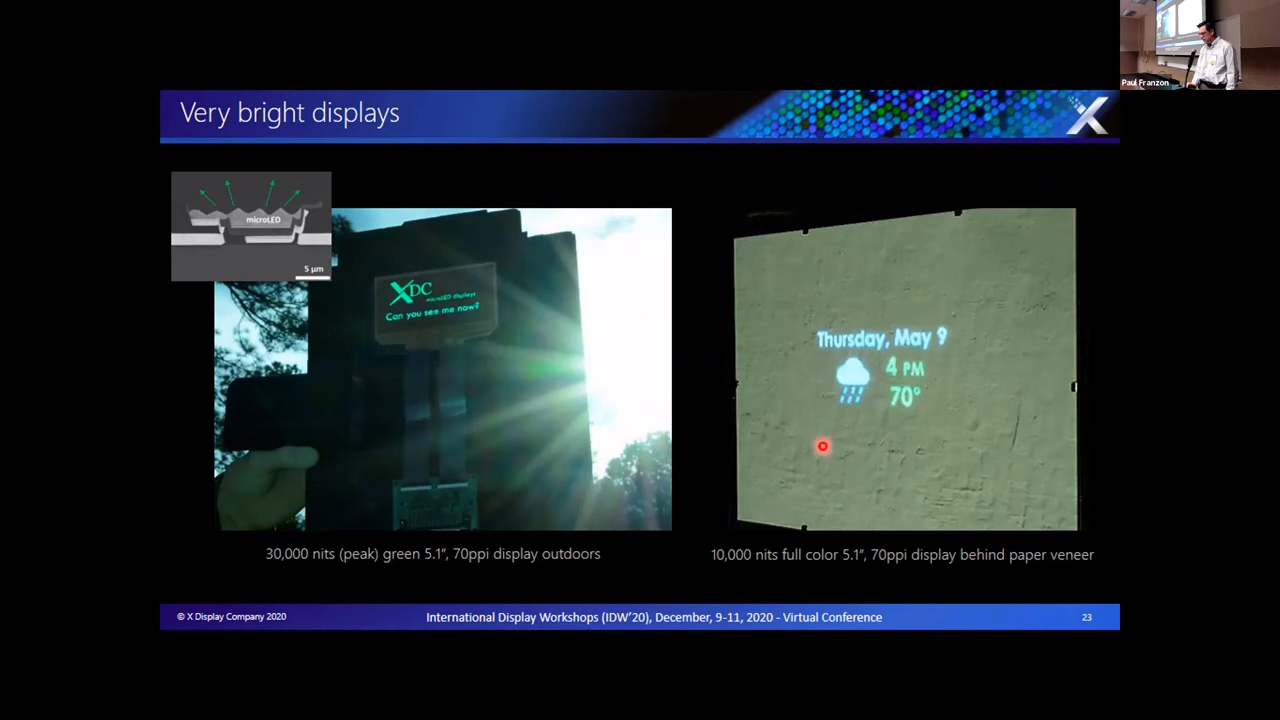 Paul Franzon
Very bright displays
microLED
5 µm
XDC
microLED displays
Can you see me now?
Thursday, May 9
4 PM
70°
30,000 nits (peak) green 5.1", 70ppi display outdoors
10,000 nits full color 5.1", 70ppi display behind paper veneer
© X Display Company 2020
International Display Workshops (IDW'20), December, 9-11, 2020 - Virtual Conference
23